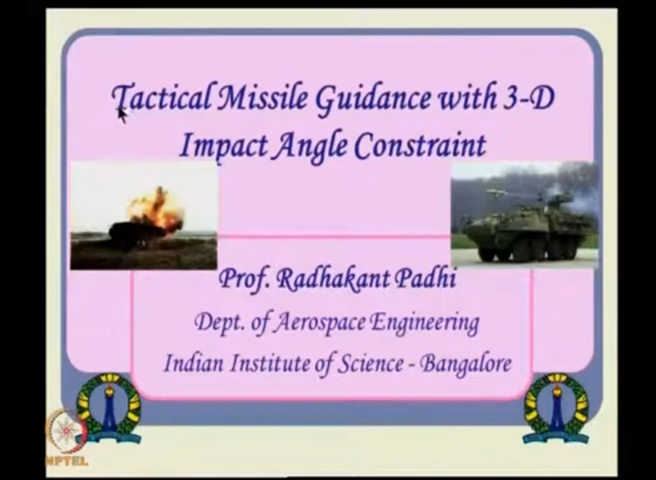 Tactical Missile Guidance with 3-D
Impact Angle Constraint
Prof. Radhakant Padhi
Dept. of Aerospace Engineering
Indian Institute of Science - Bangalore
NPTEL